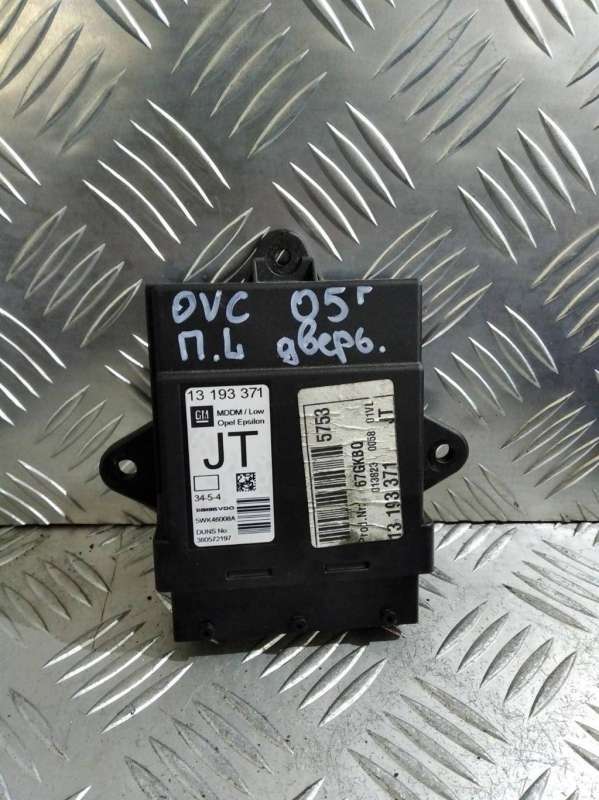 OVC 05г
п.L дверь.
13 193 371
GM
MDDM / Low
Opel Epsilon
JT
34-5-4
SIEMENS VDO
5WK46008A
DUNS No.
380572197
5753
Prod. Nr.: 67GKBQ
013823 0058 01VL
13 193 371 JT